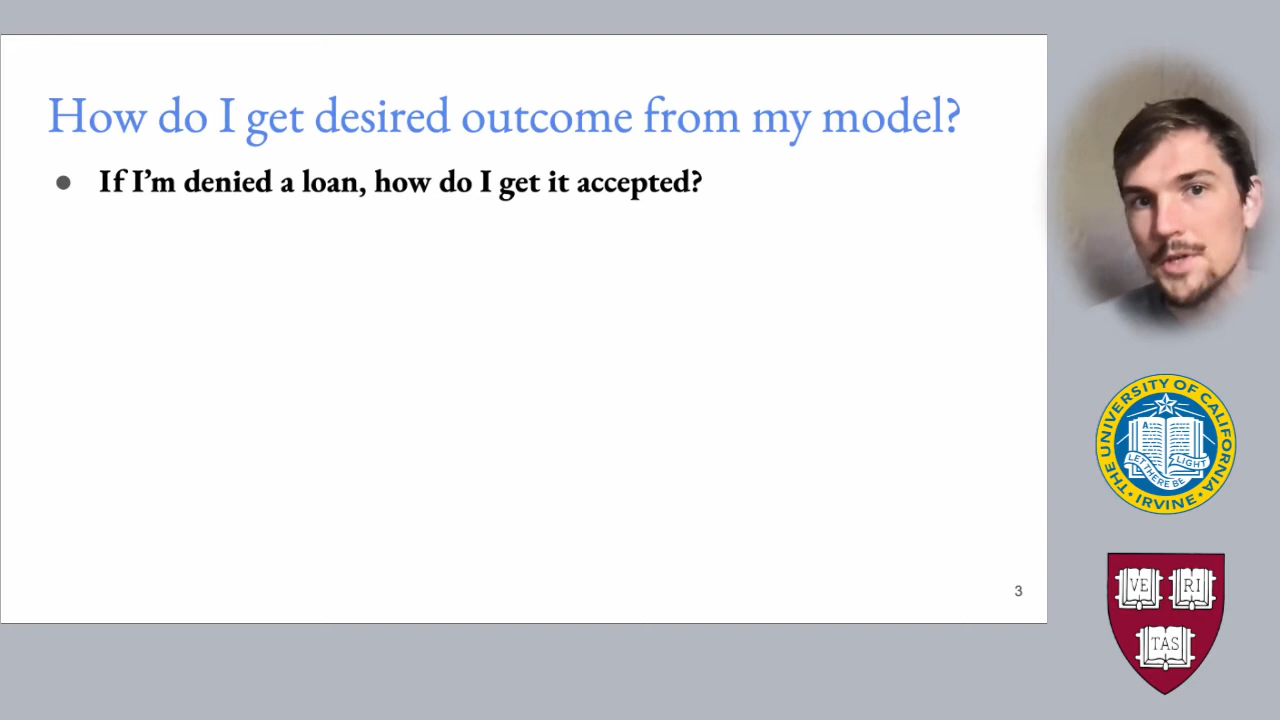 How do I get desired outcome from my model?
● If I’m denied a loan, how do I get it accepted?
3
THE UNIVERSITY OF CALIFORNIA
A
LET THERE BE LIGHT
• IRVINE •
VE RI
TAS